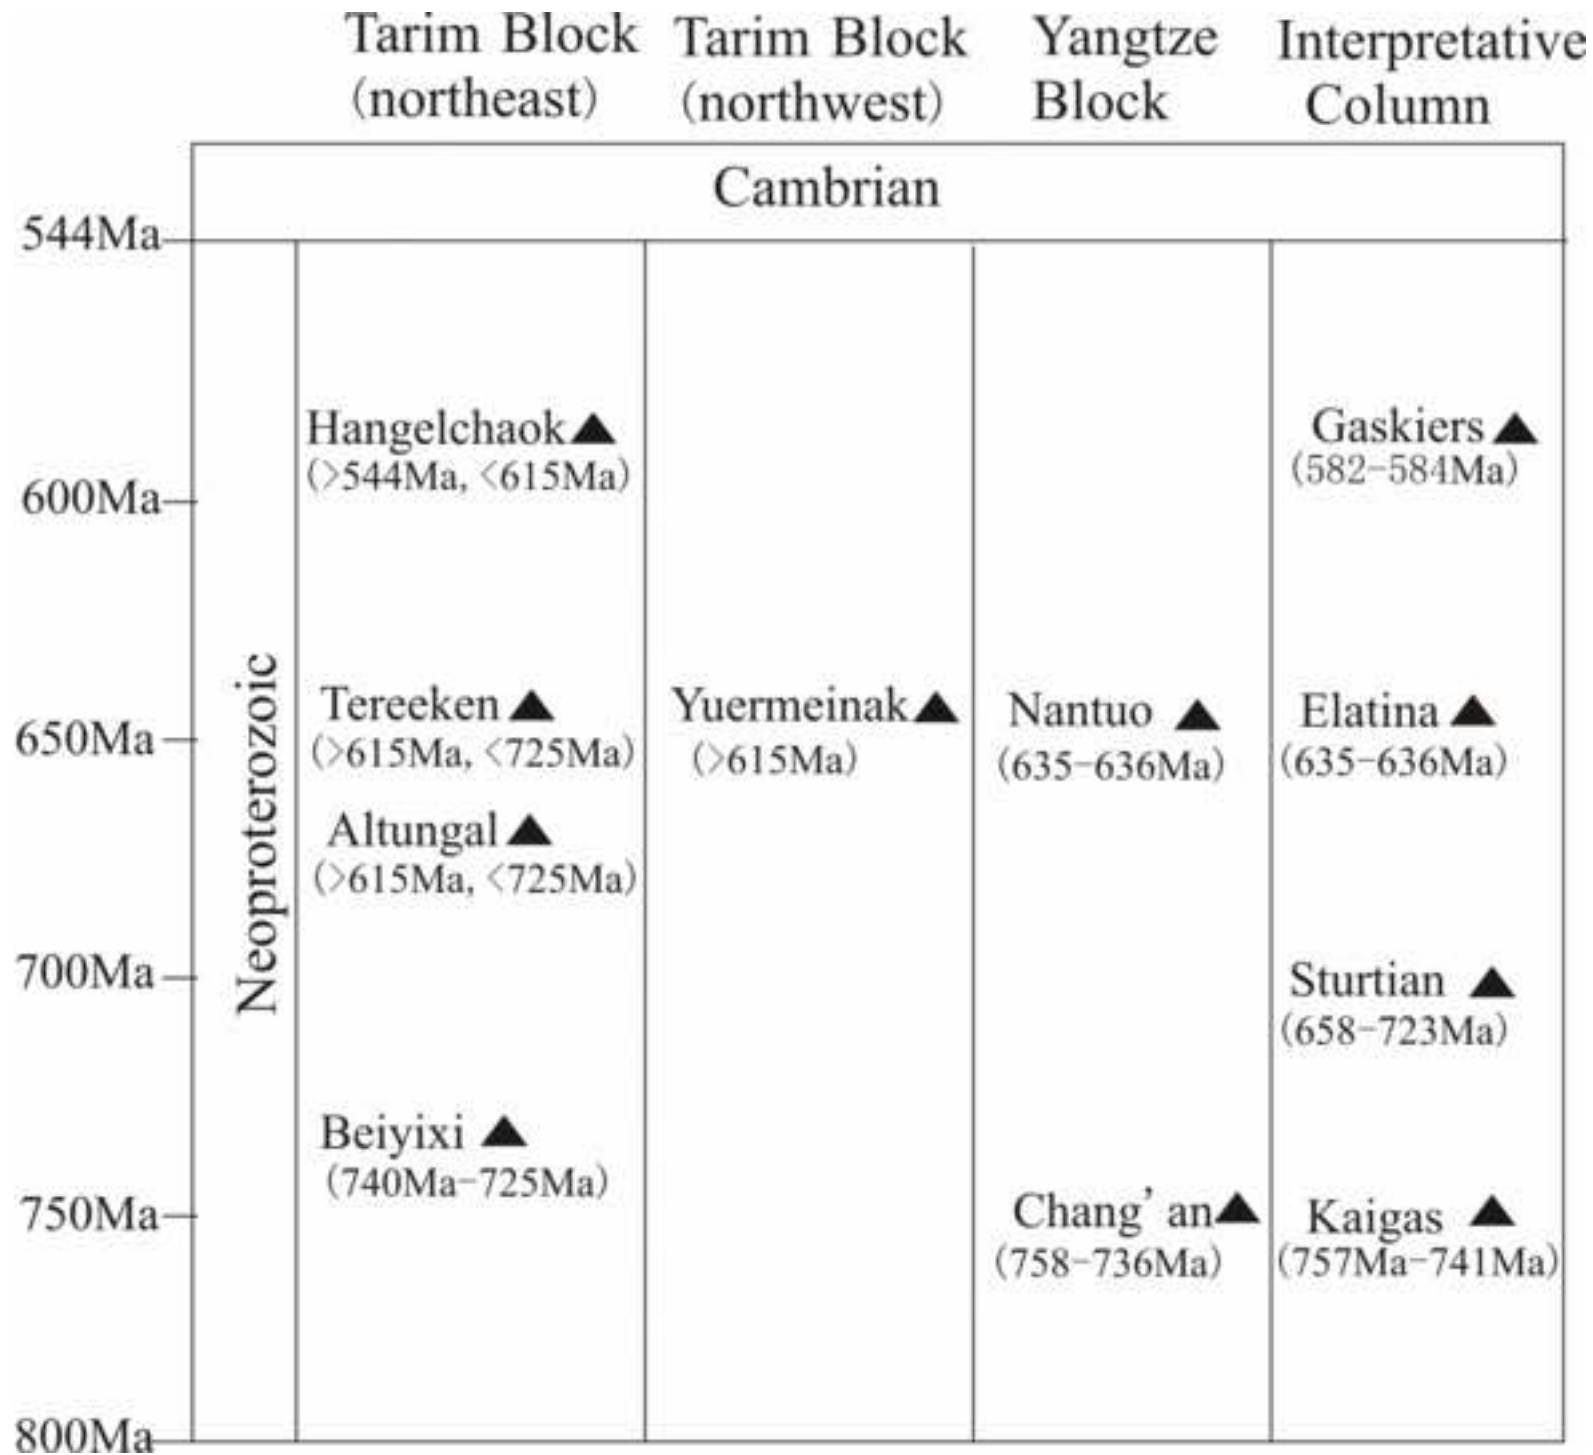 Tarim Block Tarim Block Yangtze Interpretative
(northeast) (northwest) Block Column
Cambrian
544Ma
Hangelchaok Gaskiers
(>544Ma, <615Ma) (582-584Ma)
600Ma
Neoproterozoic
Tereeken Yuermeinak Nantuo Elatina
650Ma (>615Ma, <725Ma) (>615Ma) (635-636Ma) (635-636Ma)
Altungal
(>615Ma, <725Ma)
700Ma Sturtian
(658-723Ma)
Beiyixi
(740Ma-725Ma)
750Ma Chang' an Kaigas
(758-736Ma) (757Ma-741Ma)
800Ma